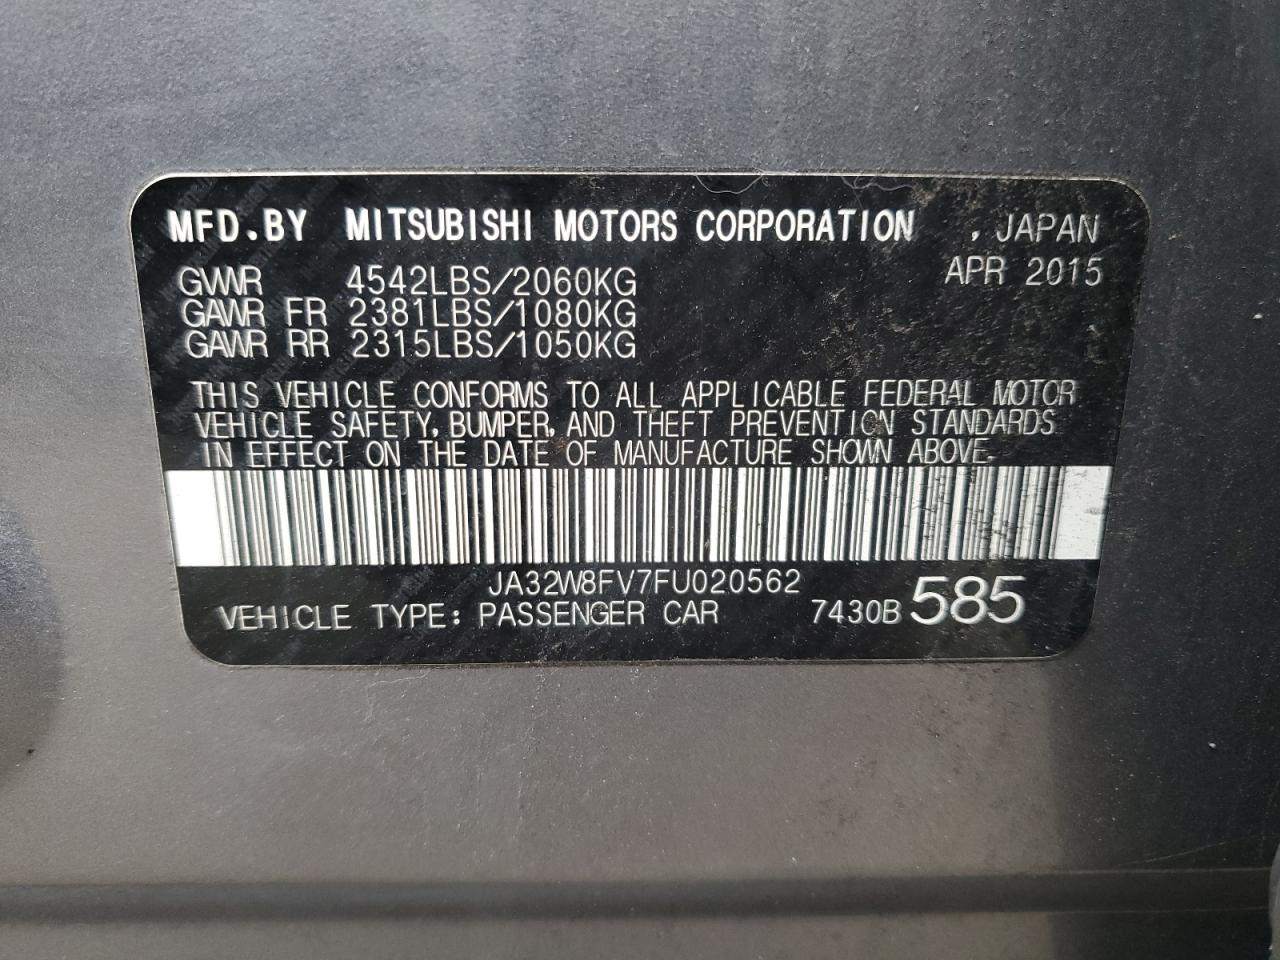 MFD.BY MITSUBISHI MOTORS CORPORATION , JAPAN
APR 2015
GVWR 4542LBS/2060KG
GAWR FR 2381LBS/1080KG
GAWR RR 2315LBS/1050KG
THIS VEHICLE CONFORMS TO ALL APPLICABLE FEDERAL MOTOR
VEHICLE SAFETY, BUMPER, AND THEFT PREVENTION STANDARDS
IN EFFECT ON THE DATE OF MANUFACTURE SHOWN ABOVE.
JA32W8FV7FU020562
VEHICLE TYPE: PASSENGER CAR 7430B 585